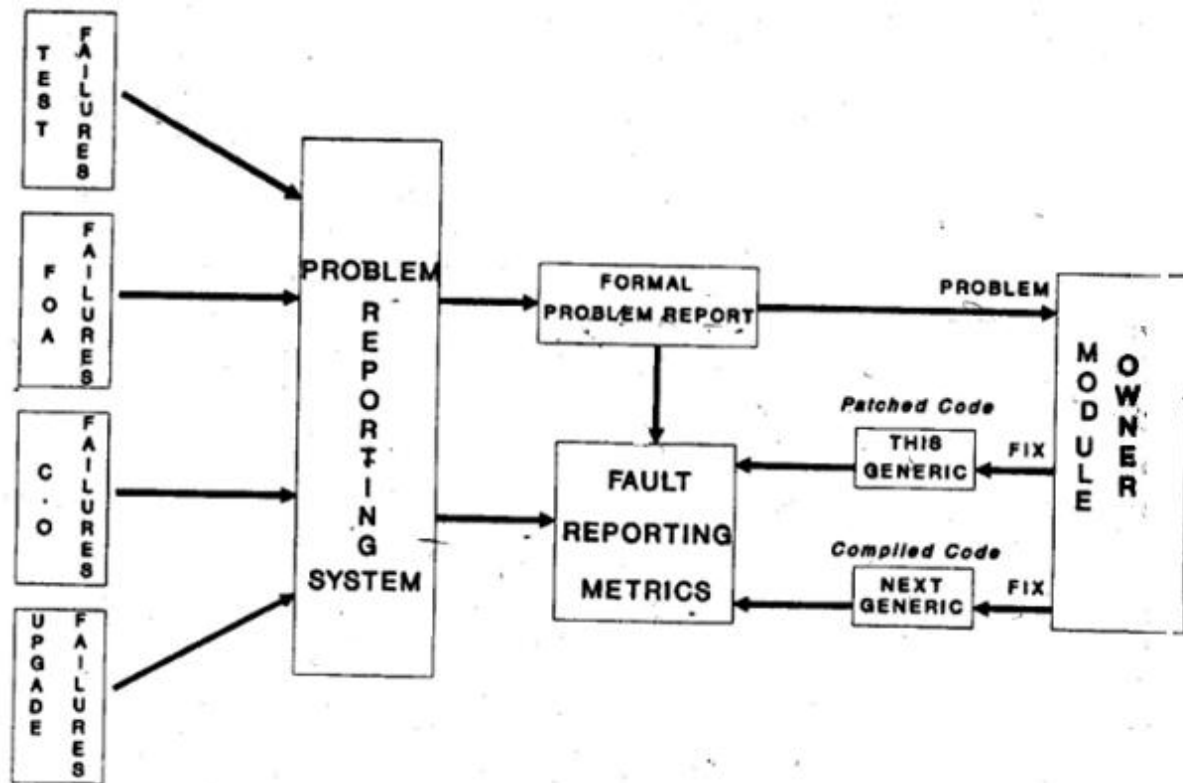 TEST FAILURES
FOA FAILURES
C.O FAILURES
UPGADE FAILURES
PROBLEM
REPORTING
SYSTEM
FORMAL
PROBLEM REPORT
PROBLEM
MODULE OWNER
Patched Code
THIS
GENERIC
FIX
FAULT
REPORTING
METRICS
Compiled Code
NEXT
GENERIC
FIX